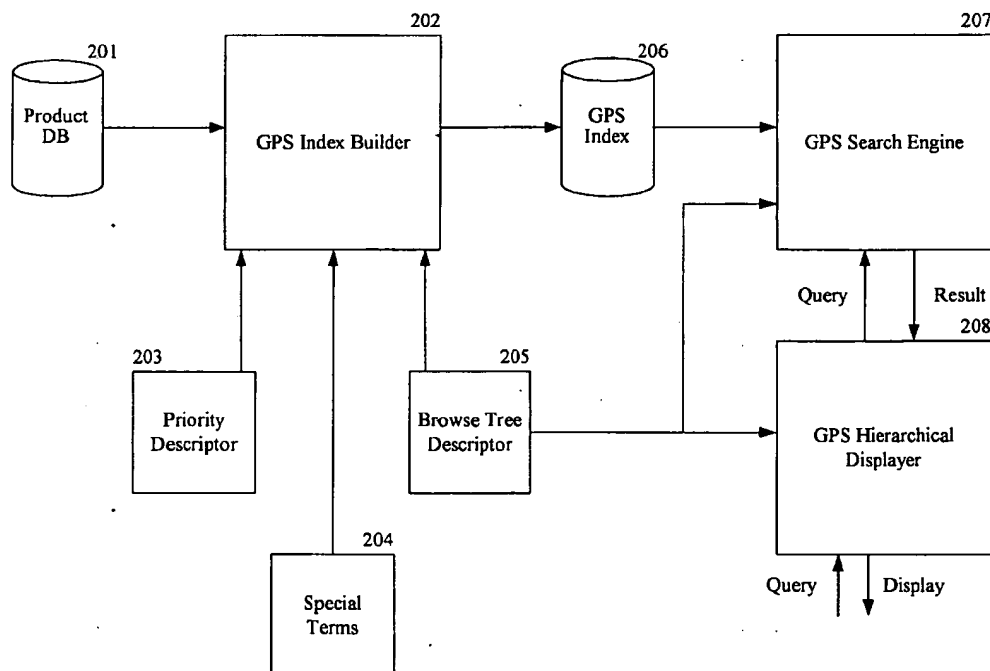 202
207
201
206
Product
DB
GPS Index Builder
GPS
Index
GPS Search Engine
Query
Result
208
203
205
Priority
Descriptor
Browse Tree
Descriptor
GPS Hierarchical
Displayer
204
Query
Display
Special
Terms